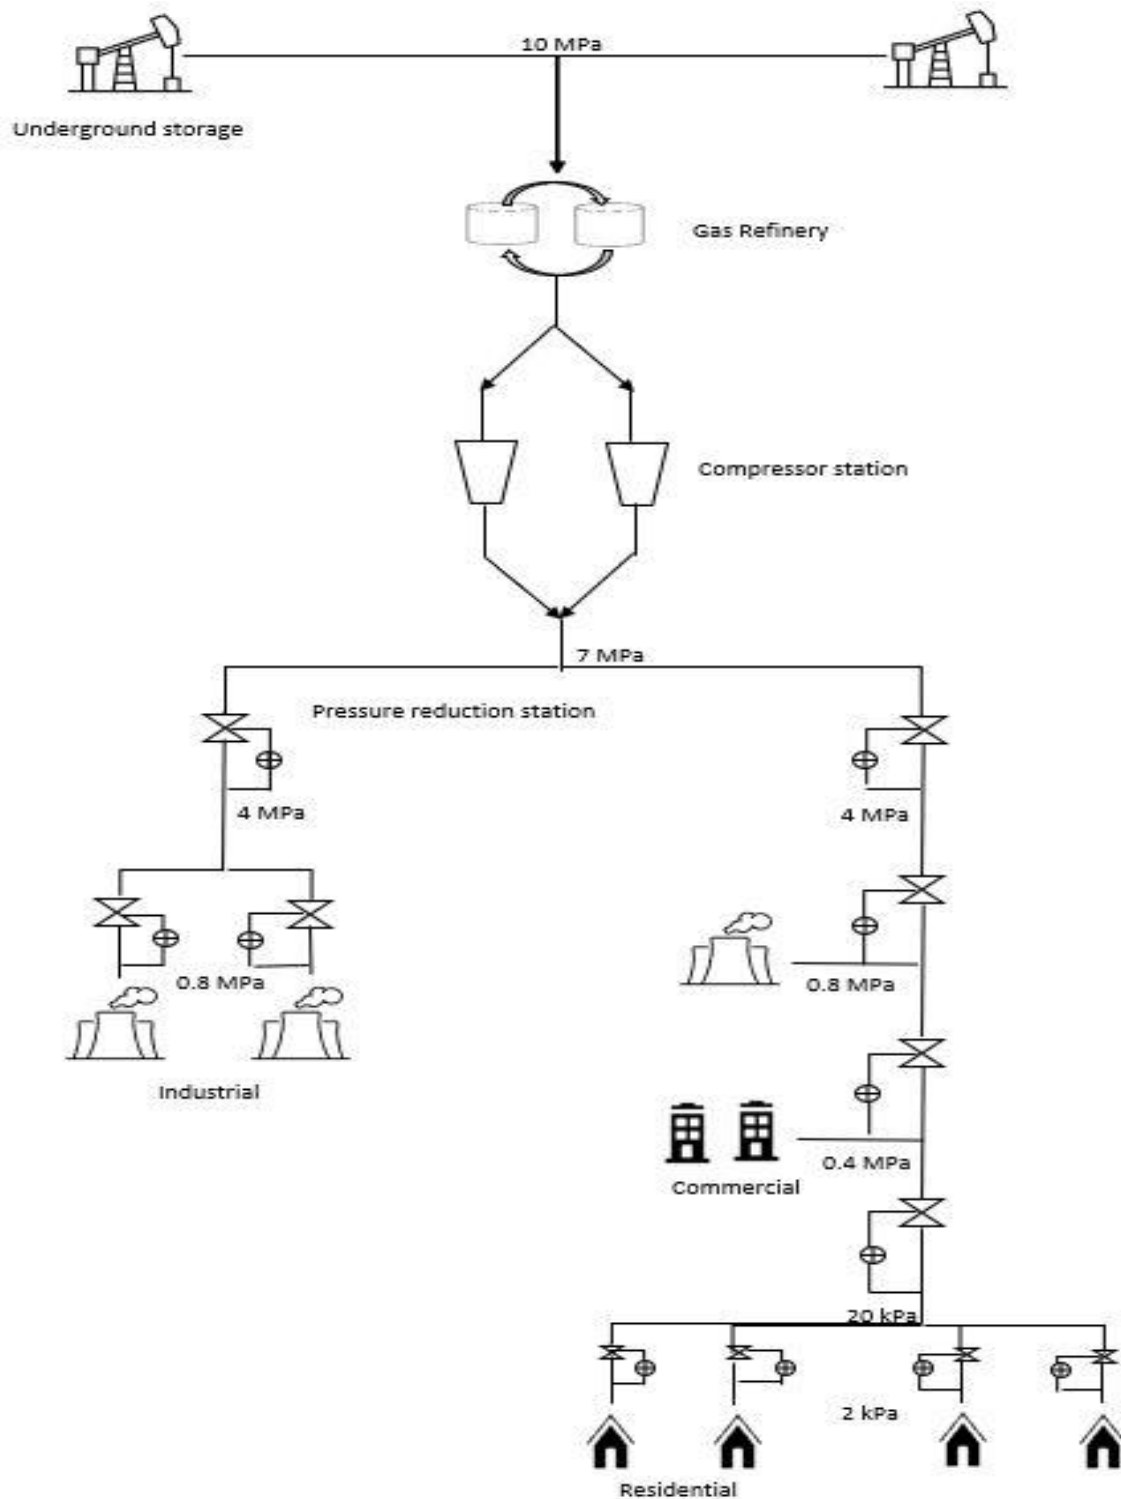 10 MPa
Underground storage
Gas Refinery
Compressor station
7 MPa
Pressure reduction station
4 MPa
4 MPa
0.8 MPa
0.8 MPa
Industrial
0.4 MPa
Commercial
20 kPa
2 kPa
Residential